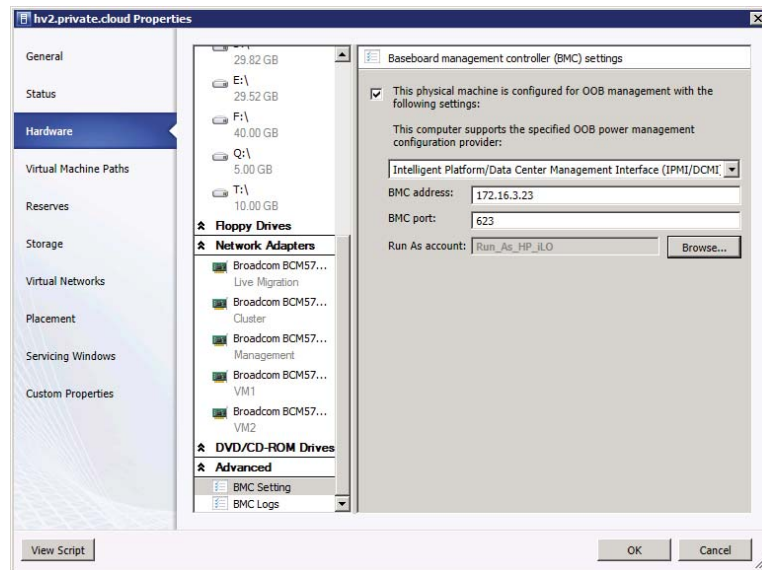 hv2.private.cloud Properties
General
Status
Hardware
Virtual Machine Paths
Reserves
Storage
Virtual Networks
Placement
Servicing Windows
Custom Properties
29.82 GB
E:\
29.52 GB
F:\
40.00 GB
Q:\
5.00 GB
T:\
10.00 GB
Floppy Drives
Network Adapters
Broadcom BCM57...
Live Migration
Broadcom BCM57...
Cluster
Broadcom BCM57...
Management
Broadcom BCM57...
VM1
Broadcom BCM57...
VM2
DVD/CD-ROM Drives
Advanced
BMC Setting
BMC Logs
Baseboard management controller (BMC) settings
This physical machine is configured for OOB management with the
following settings:
This computer supports the specified OOB power management
configuration provider:
Intelligent Platform/Data Center Management Interface (IPMI/DCMI)
BMC address: 172.16.3.23
BMC port: 623
Run As account: Run_As_HP_iLO Browse...
View Script OK Cancel